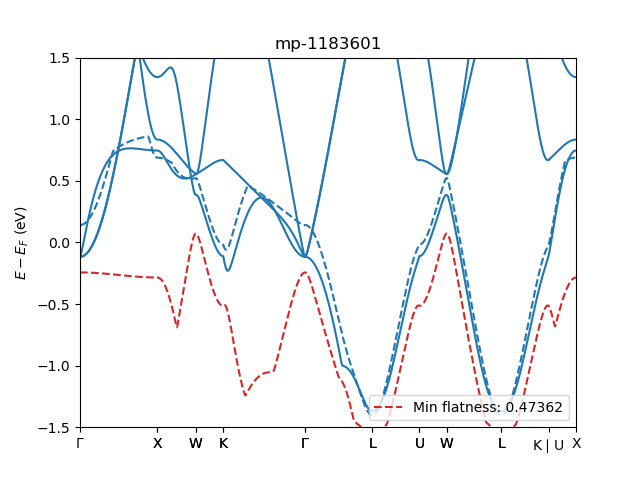 mp-1183601
E − E_F (eV)
1.5
1.0
0.5
0.0
−0.5
−1.0
−1.5
Min flatness: 0.47362
Γ X W K Γ L U W L K | U X